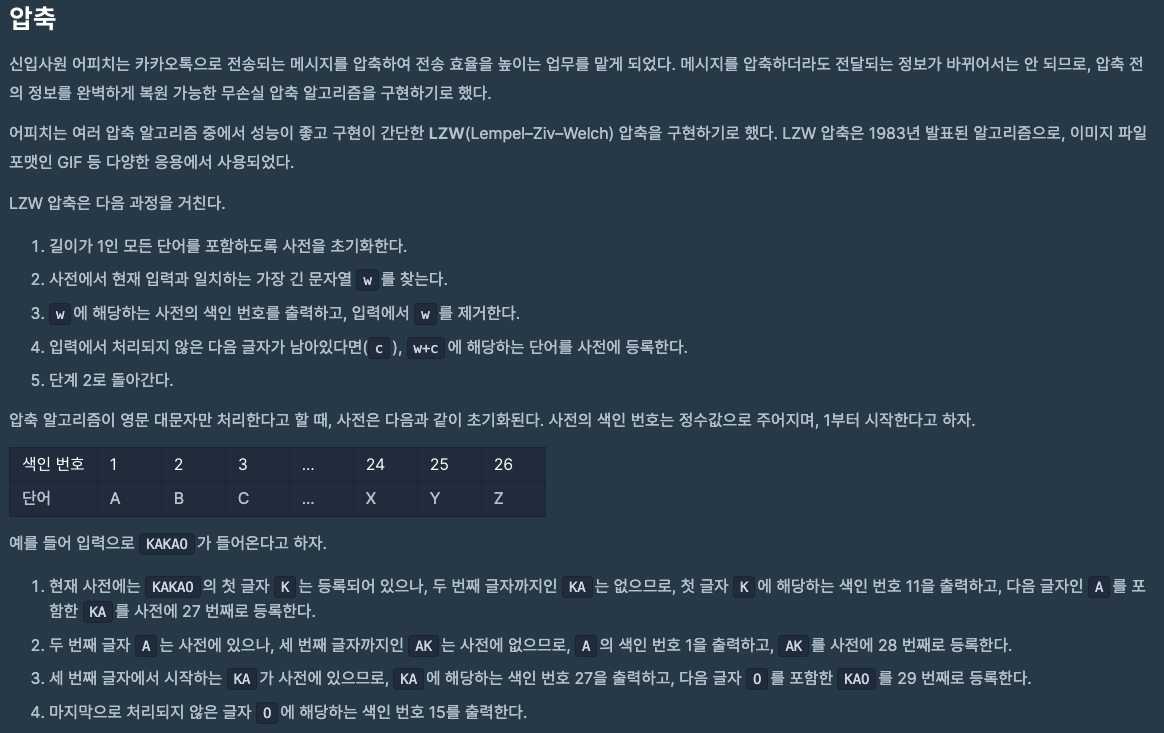 압축
신입사원 어피치는 카카오톡으로 전송되는 메시지를 압축하여 전송 효율을 높이는 업무를 맡게 되었다. 메시지를 압축하더라도 전달되는 정보가 바뀌어서는 안 되므로, 압축 전
의 정보를 완벽하게 복원 가능한 무손실 압축 알고리즘을 구현하기로 했다.
어피치는 여러 압축 알고리즘 중에서 성능이 좋고 구현이 간단한 LZW(Lempel–Ziv–Welch) 압축을 구현하기로 했다. LZW 압축은 1983년 발표된 알고리즘으로, 이미지 파일
포맷인 GIF 등 다양한 응용에서 사용되었다.
LZW 압축은 다음 과정을 거친다.
1. 길이가 1인 모든 단어를 포함하도록 사전을 초기화한다.
2. 사전에서 현재 입력과 일치하는 가장 긴 문자열 w 를 찾는다.
3. w 에 해당하는 사전의 색인 번호를 출력하고, 입력에서 w 를 제거한다.
4. 입력에서 처리되지 않은 다음 글자가 남아있다면( c ), w+c 에 해당하는 단어를 사전에 등록한다.
5. 단계 2로 돌아간다.
압축 알고리즘이 영문 대문자만 처리한다고 할 때, 사전은 다음과 같이 초기화된다. 사전의 색인 번호는 정수값으로 주어지며, 1부터 시작한다고 하자.
색인 번호 1 2 3 ... 24 25 26
단어 A B C ... X Y Z
예를 들어 입력으로 KAKAO 가 들어온다고 하자.
1. 현재 사전에는 KAKAO 의 첫 글자 K 는 등록되어 있으나, 두 번째 글자까지인 KA 는 없으므로, 첫 글자 K 에 해당하는 색인 번호 11을 출력하고, 다음 글자인 A 를 포
함한 KA 를 사전에 27 번째로 등록한다.
2. 두 번째 글자 A 는 사전에 있으나, 세 번째 글자까지인 AK 는 사전에 없으므로, A 의 색인 번호 1을 출력하고, AK 를 사전에 28 번째로 등록한다.
3. 세 번째 글자에서 시작하는 KA 가 사전에 있으므로, KA 에 해당하는 색인 번호 27을 출력하고, 다음 글자 O 를 포함한 KAO 를 29 번째로 등록한다.
4. 마지막으로 처리되지 않은 글자 O 에 해당하는 색인 번호 15를 출력한다.